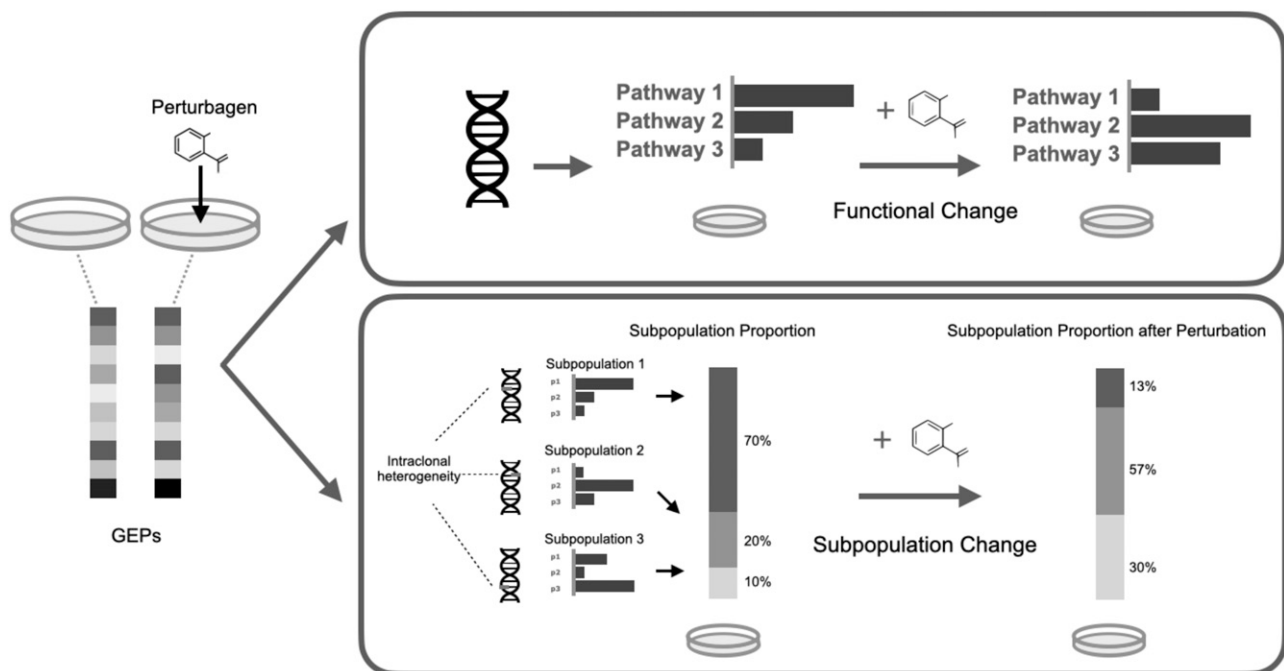 Perturbagen
GEPs
Pathway 1
Pathway 2
Pathway 3
+
Functional Change
Pathway 1
Pathway 2
Pathway 3
Intraclonal
heterogeneity
Subpopulation 1
p1
p2
p3
Subpopulation 2
p1
p2
p3
Subpopulation 3
p1
p2
p3
Subpopulation Proportion
70%
20%
10%
+
Subpopulation Change
Subpopulation Proportion after Perturbation
13%
57%
30%